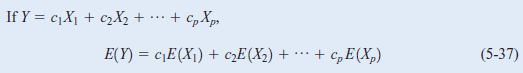 If Y = c₁X₁ + c₂X₂ + ⋯ + cₚXₚ,
E(Y) = c₁E(X₁) + c₂E(X₂) + ⋯ + cₚE(Xₚ) (5-37)